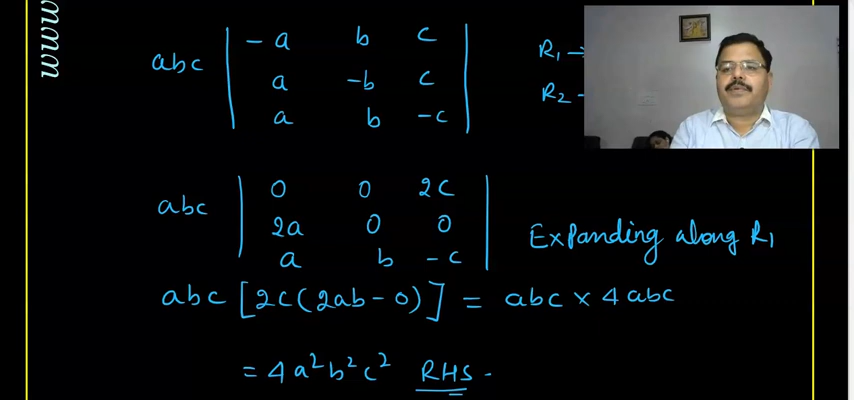 www
abc | -a b c | R₁ →
| a -b c | R₂ -
| a b -c |
abc | 0 0 2c |
| 2a 0 0 | Expanding along R₁
| a b -c |
abc [2c(2ab - 0)] = abc × 4abc
= 4a²b²c² RHS -